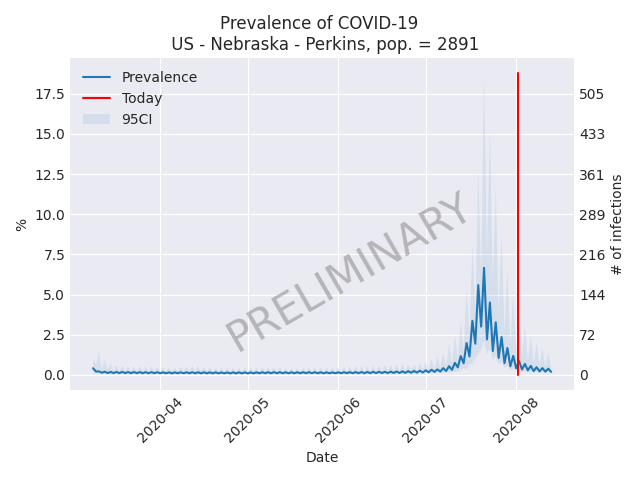 Prevalence of COVID-19
US - Nebraska - Perkins, pop. = 2891
Prevalence
Today
95CI
17.5
15.0
12.5
10.0
7.5
5.0
2.5
0.0
%
505
433
361
289
216
144
72
0
# of infections
PRELIMINARY
2020-04
2020-05
2020-06
2020-07
2020-08
Date